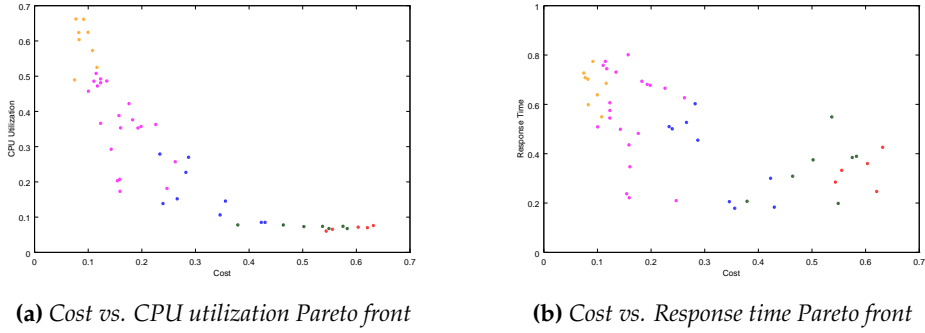 0.7
0.6
0.5
0.4
0.3
0.2
0.1
0
CPU Utilization
0 0.1 0.2 0.3 0.4 0.5 0.6 0.7
Cost
1
0.8
0.6
0.4
0.2
0
Response Time
0 0.1 0.2 0.3 0.4 0.5 0.6 0.7
Cost
(a) Cost vs. CPU utilization Pareto front
(b) Cost vs. Response time Pareto front